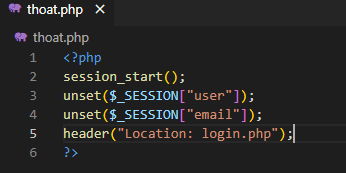 thoat.php ×
thoat.php
1 <?php
2 session_start();
3 unset($_SESSION["user"]);
4 unset($_SESSION["email"]);
5 header("Location: login.php");
6 ?>